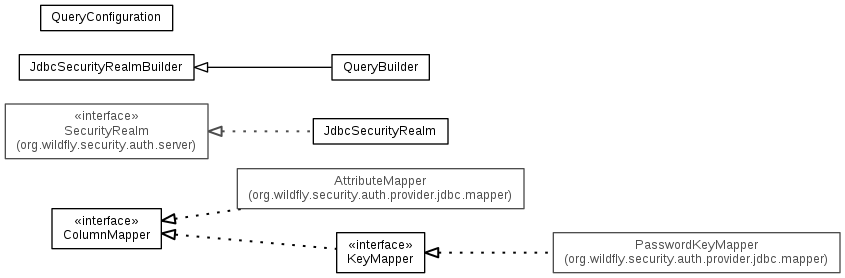 QueryConfiguration
JdbcSecurityRealmBuilder
QueryBuilder
«interface»
SecurityRealm
(org.wildfly.security.auth.server)
JdbcSecurityRealm
AttributeMapper
(org.wildfly.security.auth.provider.jdbc.mapper)
«interface»
ColumnMapper
«interface»
KeyMapper
PasswordKeyMapper
(org.wildfly.security.auth.provider.jdbc.mapper)